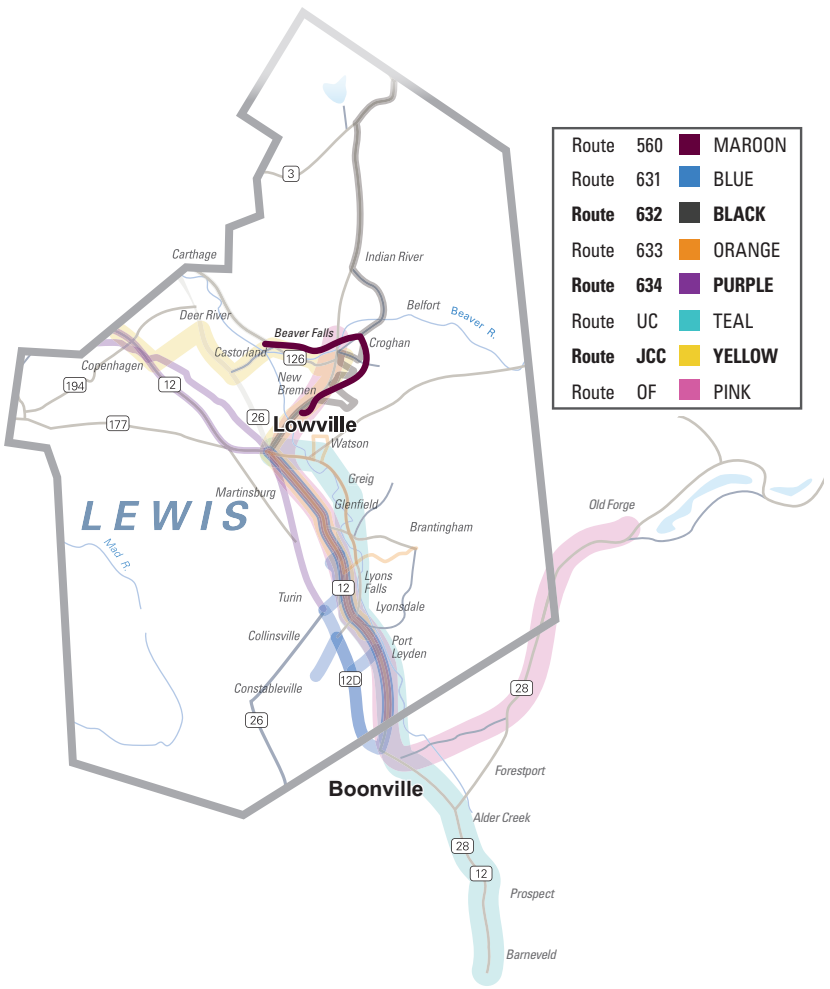 Route 560 MAROON
Route 631 BLUE
Route 632 BLACK
Route 633 ORANGE
Route 634 PURPLE
Route UC TEAL
Route JCC YELLOW
Route OF PINK
3
Carthage
Indian River
Deer River
Belfort
Beaver R.
Beaver Falls
Croghan
Castorland
126
Copenhagen
New
Bremen
194
12
177
26
Lowville
Watson
Greig
Martinsburg
Glenfield
LEWIS
Old Forge
Brantingham
Mad R.
Lyons
Falls
12
Turin
Lyonsdale
Collinsville
Port
Leyden
12D
Constableville
28
26
Forestport
Boonville
Alder Creek
28
12
Prospect
Barneveld